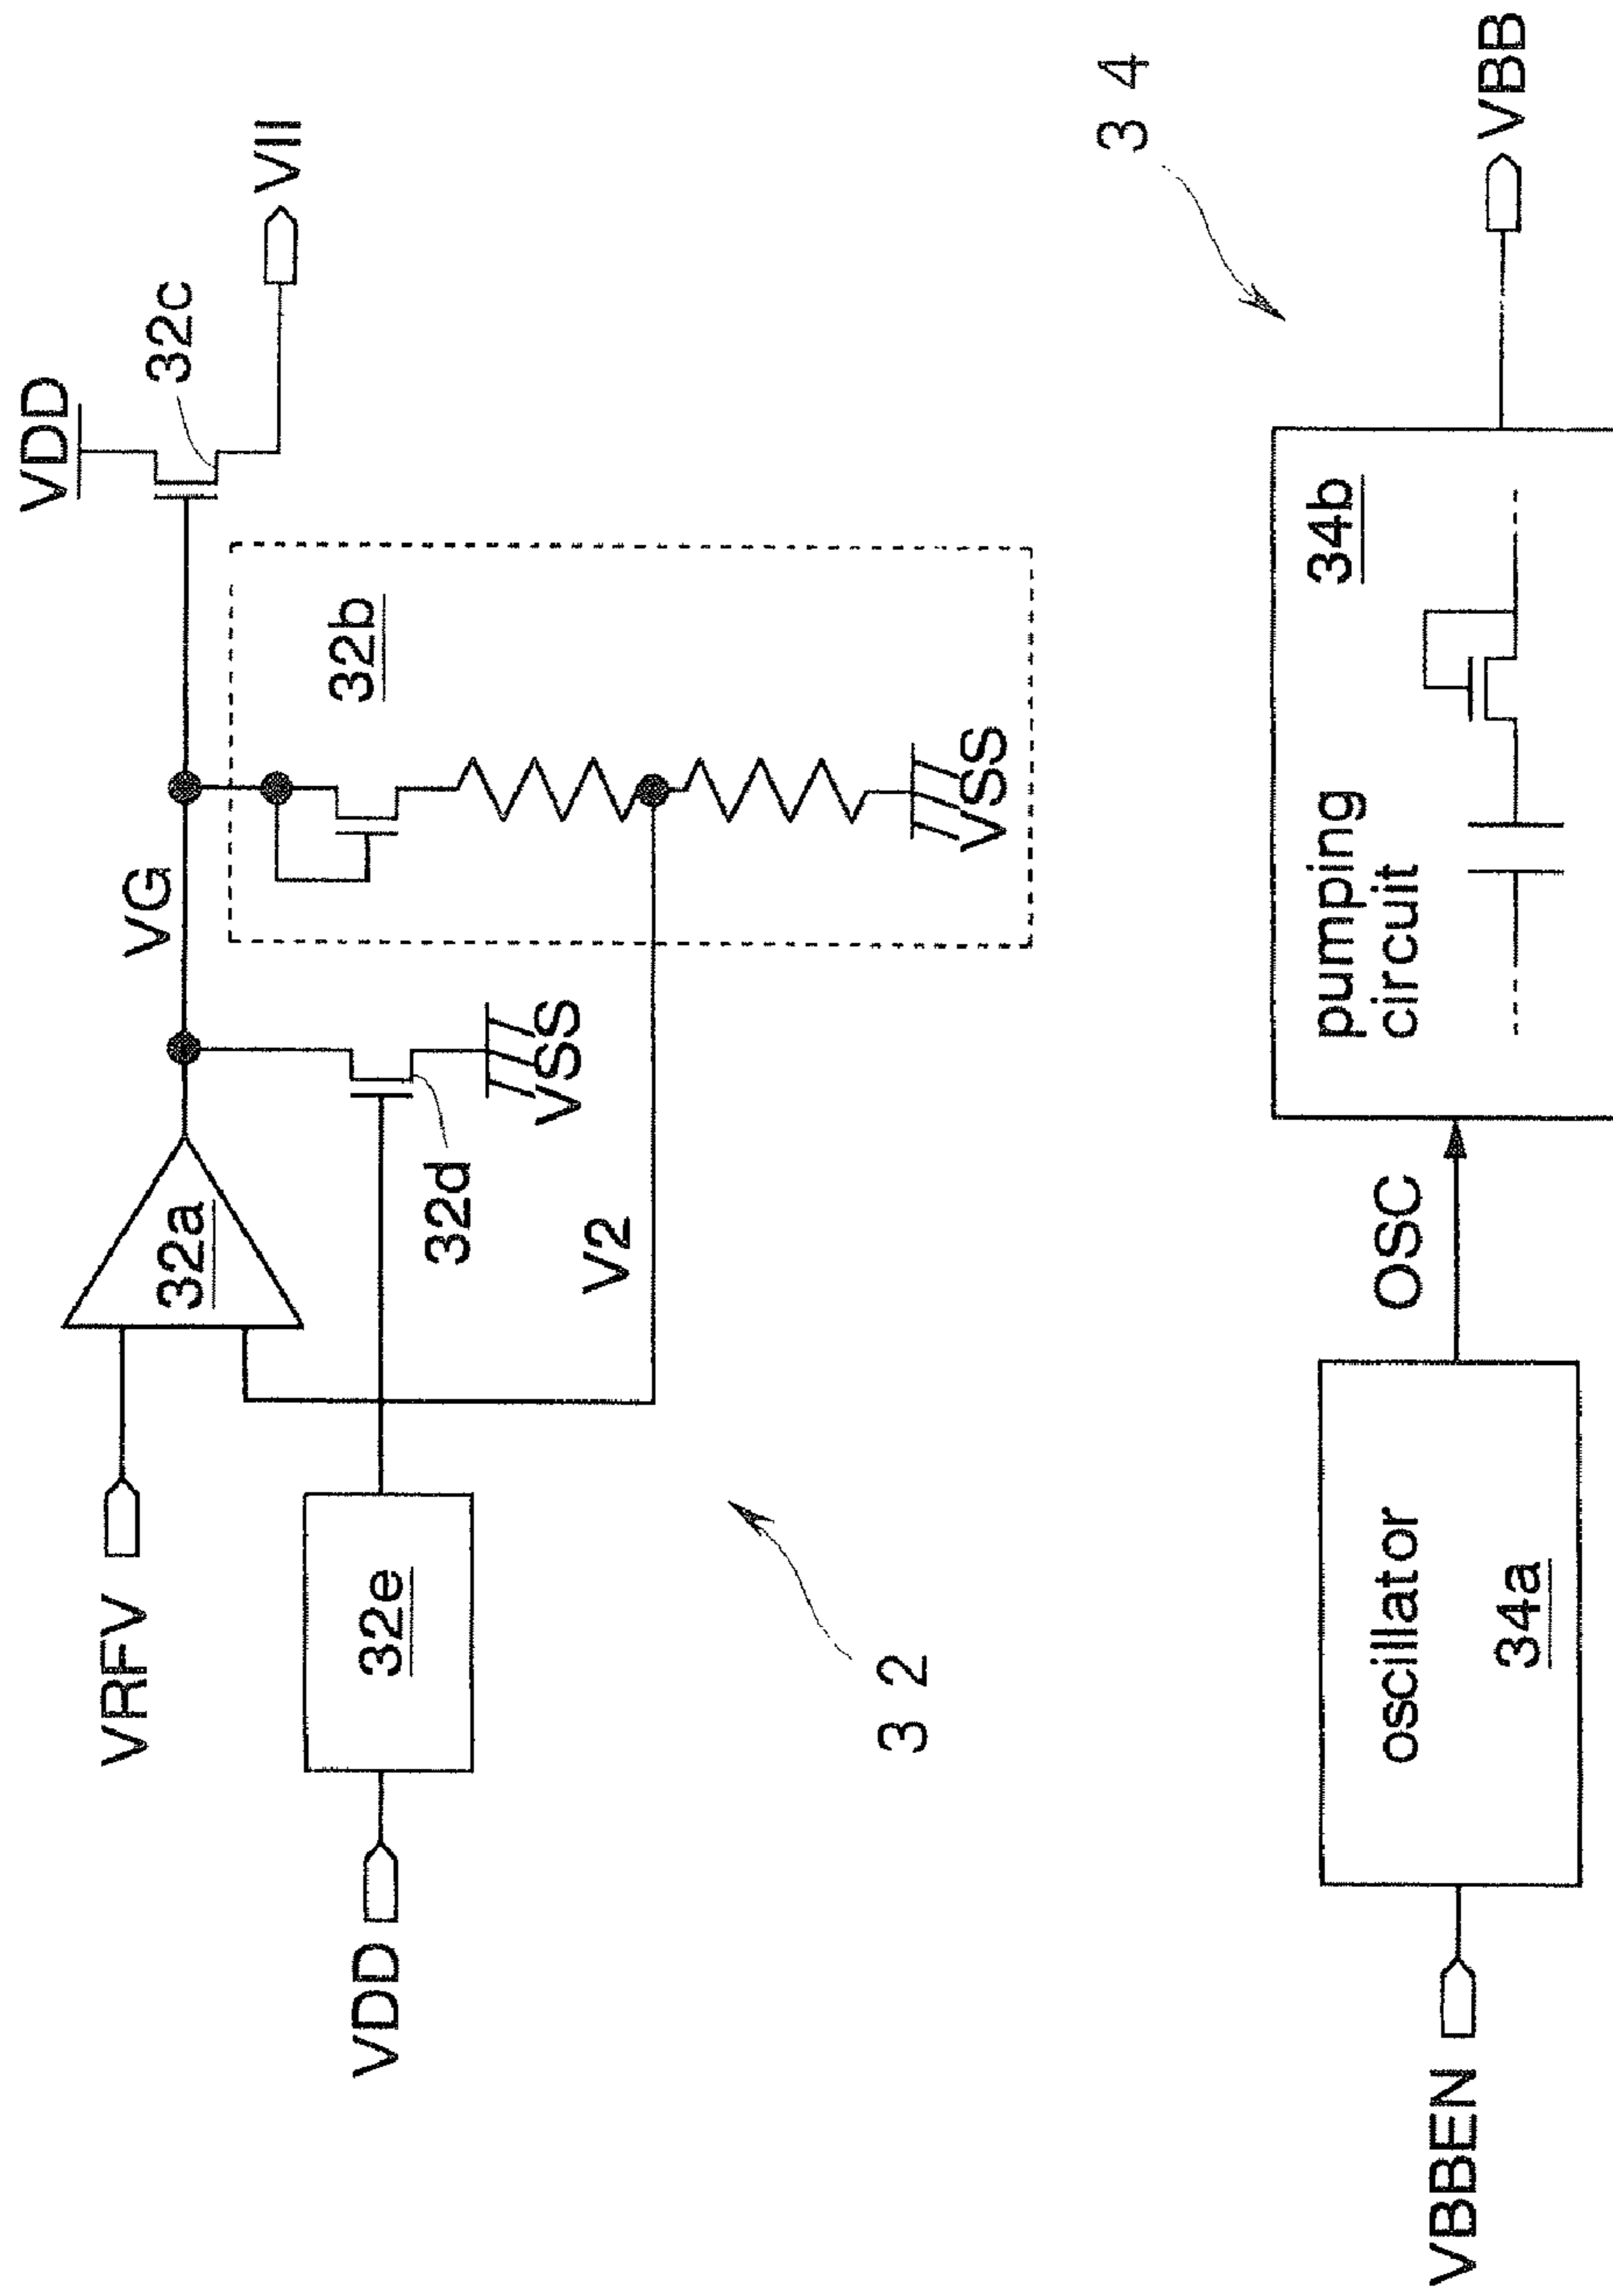 VDD
32c
VII
VG
32b
VSS
VRFV
32a
32d
VSS
V2
VDD
32e
3 2
3 4
VBBEN
oscillator
34a
OSC
pumping
circuit
34b
VBB